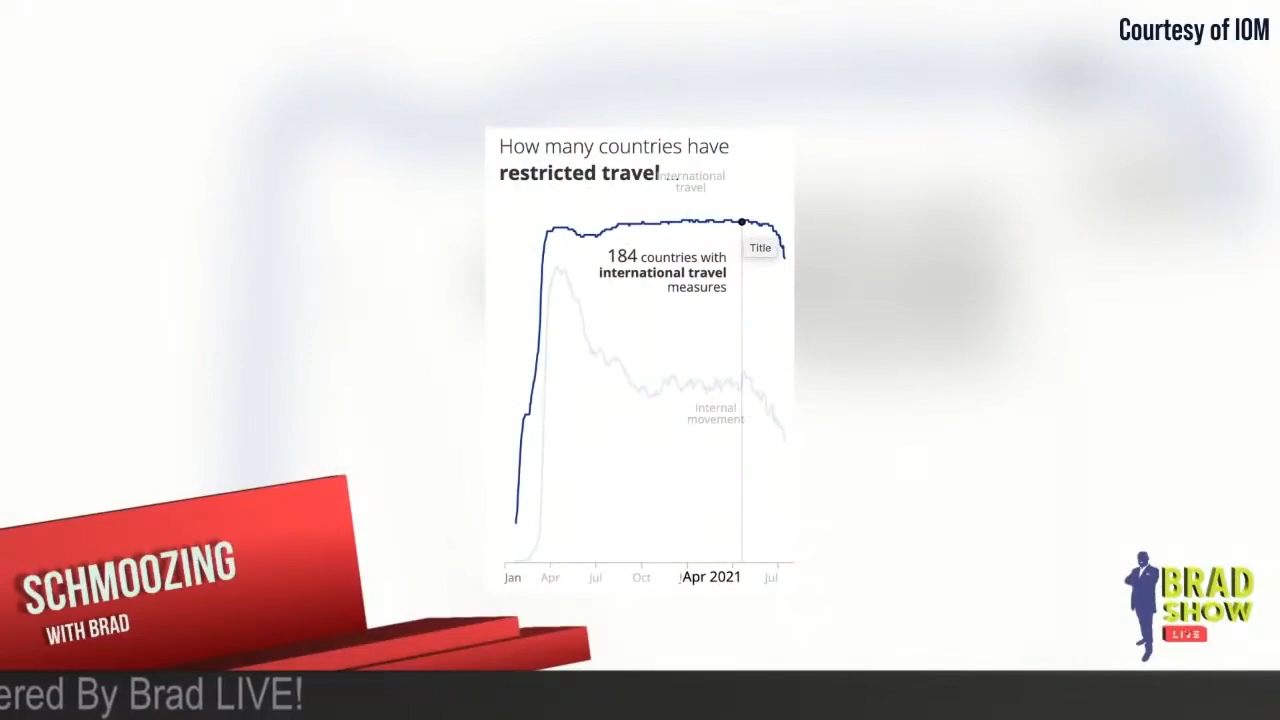 Courtesy of IOM
How many countries have
restricted travel ...
International
travel
184 countries with
international travel
measures
Title
Internal
movement
Jan Apr Jul Oct Apr 2021 Jul
SCHMOOZING
WITH BRAD
BRAD
SHOW
LIVE
ered By Brad LIVE!